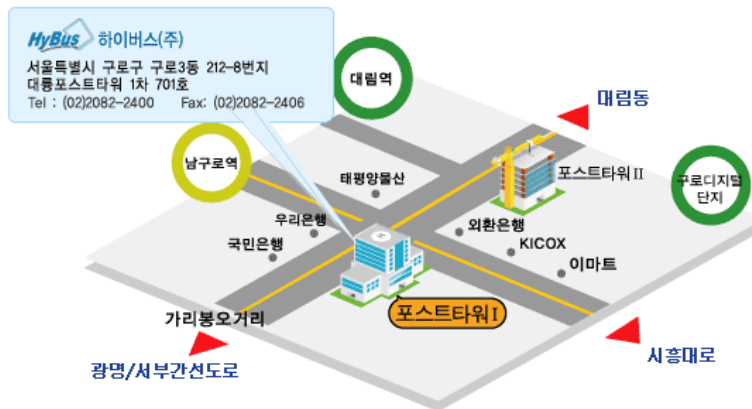 HyBus 하이버스(주)
서울특별시 구로구 구로3동 212-8번지
대륭포스트타워 1차 701호
Tel : (02)2082-2400 Fax: (02)2082-2406
대림역
대림동
남구로역
태평양물산
포스트타워Ⅱ
구로디지털
단지
우리은행
외환은행
국민은행
KICOX
이마트
가리봉오거리
포스트타워Ⅰ
광명/서부간선도로
시흥대로